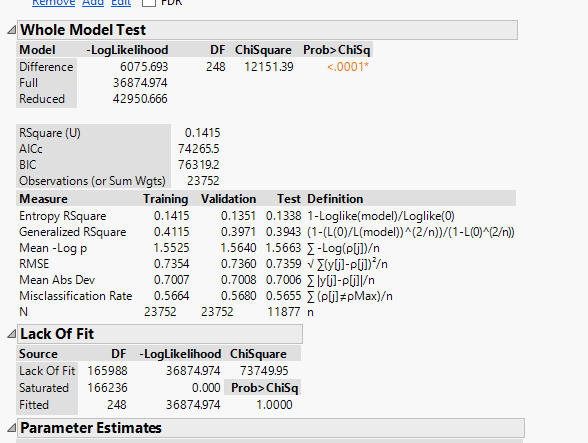 Remove Add Edit FDR
Whole Model Test
Model -LogLikelihood DF ChiSquare Prob>ChiSq
Difference 6075.693 248 12151.39 <.0001*
Full 36874.974
Reduced 42950.666
RSquare (U) 0.1415
AICc 74265.5
BIC 76319.2
Observations (or Sum Wgts) 23752
Measure Training Validation Test Definition
Entropy RSquare 0.1415 0.1351 0.1338 1-Loglike(model)/Loglike(0)
Generalized RSquare 0.4115 0.3971 0.3943 (1-(L(0)/L(model))^(2/n))/(1-L(0)^(2/n))
Mean -Log p 1.5525 1.5640 1.5663 ∑ -Log(ρ[j])/n
RMSE 0.7354 0.7360 0.7359 √ ∑(y[j]-ρ[j])²/n
Mean Abs Dev 0.7007 0.7008 0.7006 ∑ |y[j]-ρ[j]|/n
Misclassification Rate 0.5664 0.5680 0.5655 ∑ (ρ[j]≠ρMax)/n
N 23752 23752 11877 n
Lack Of Fit
Source DF -LogLikelihood ChiSquare
Lack Of Fit 165988 36874.974 73749.95
Saturated 166236 0.000 Prob>ChiSq
Fitted 248 36874.974 1.0000
Parameter Estimates